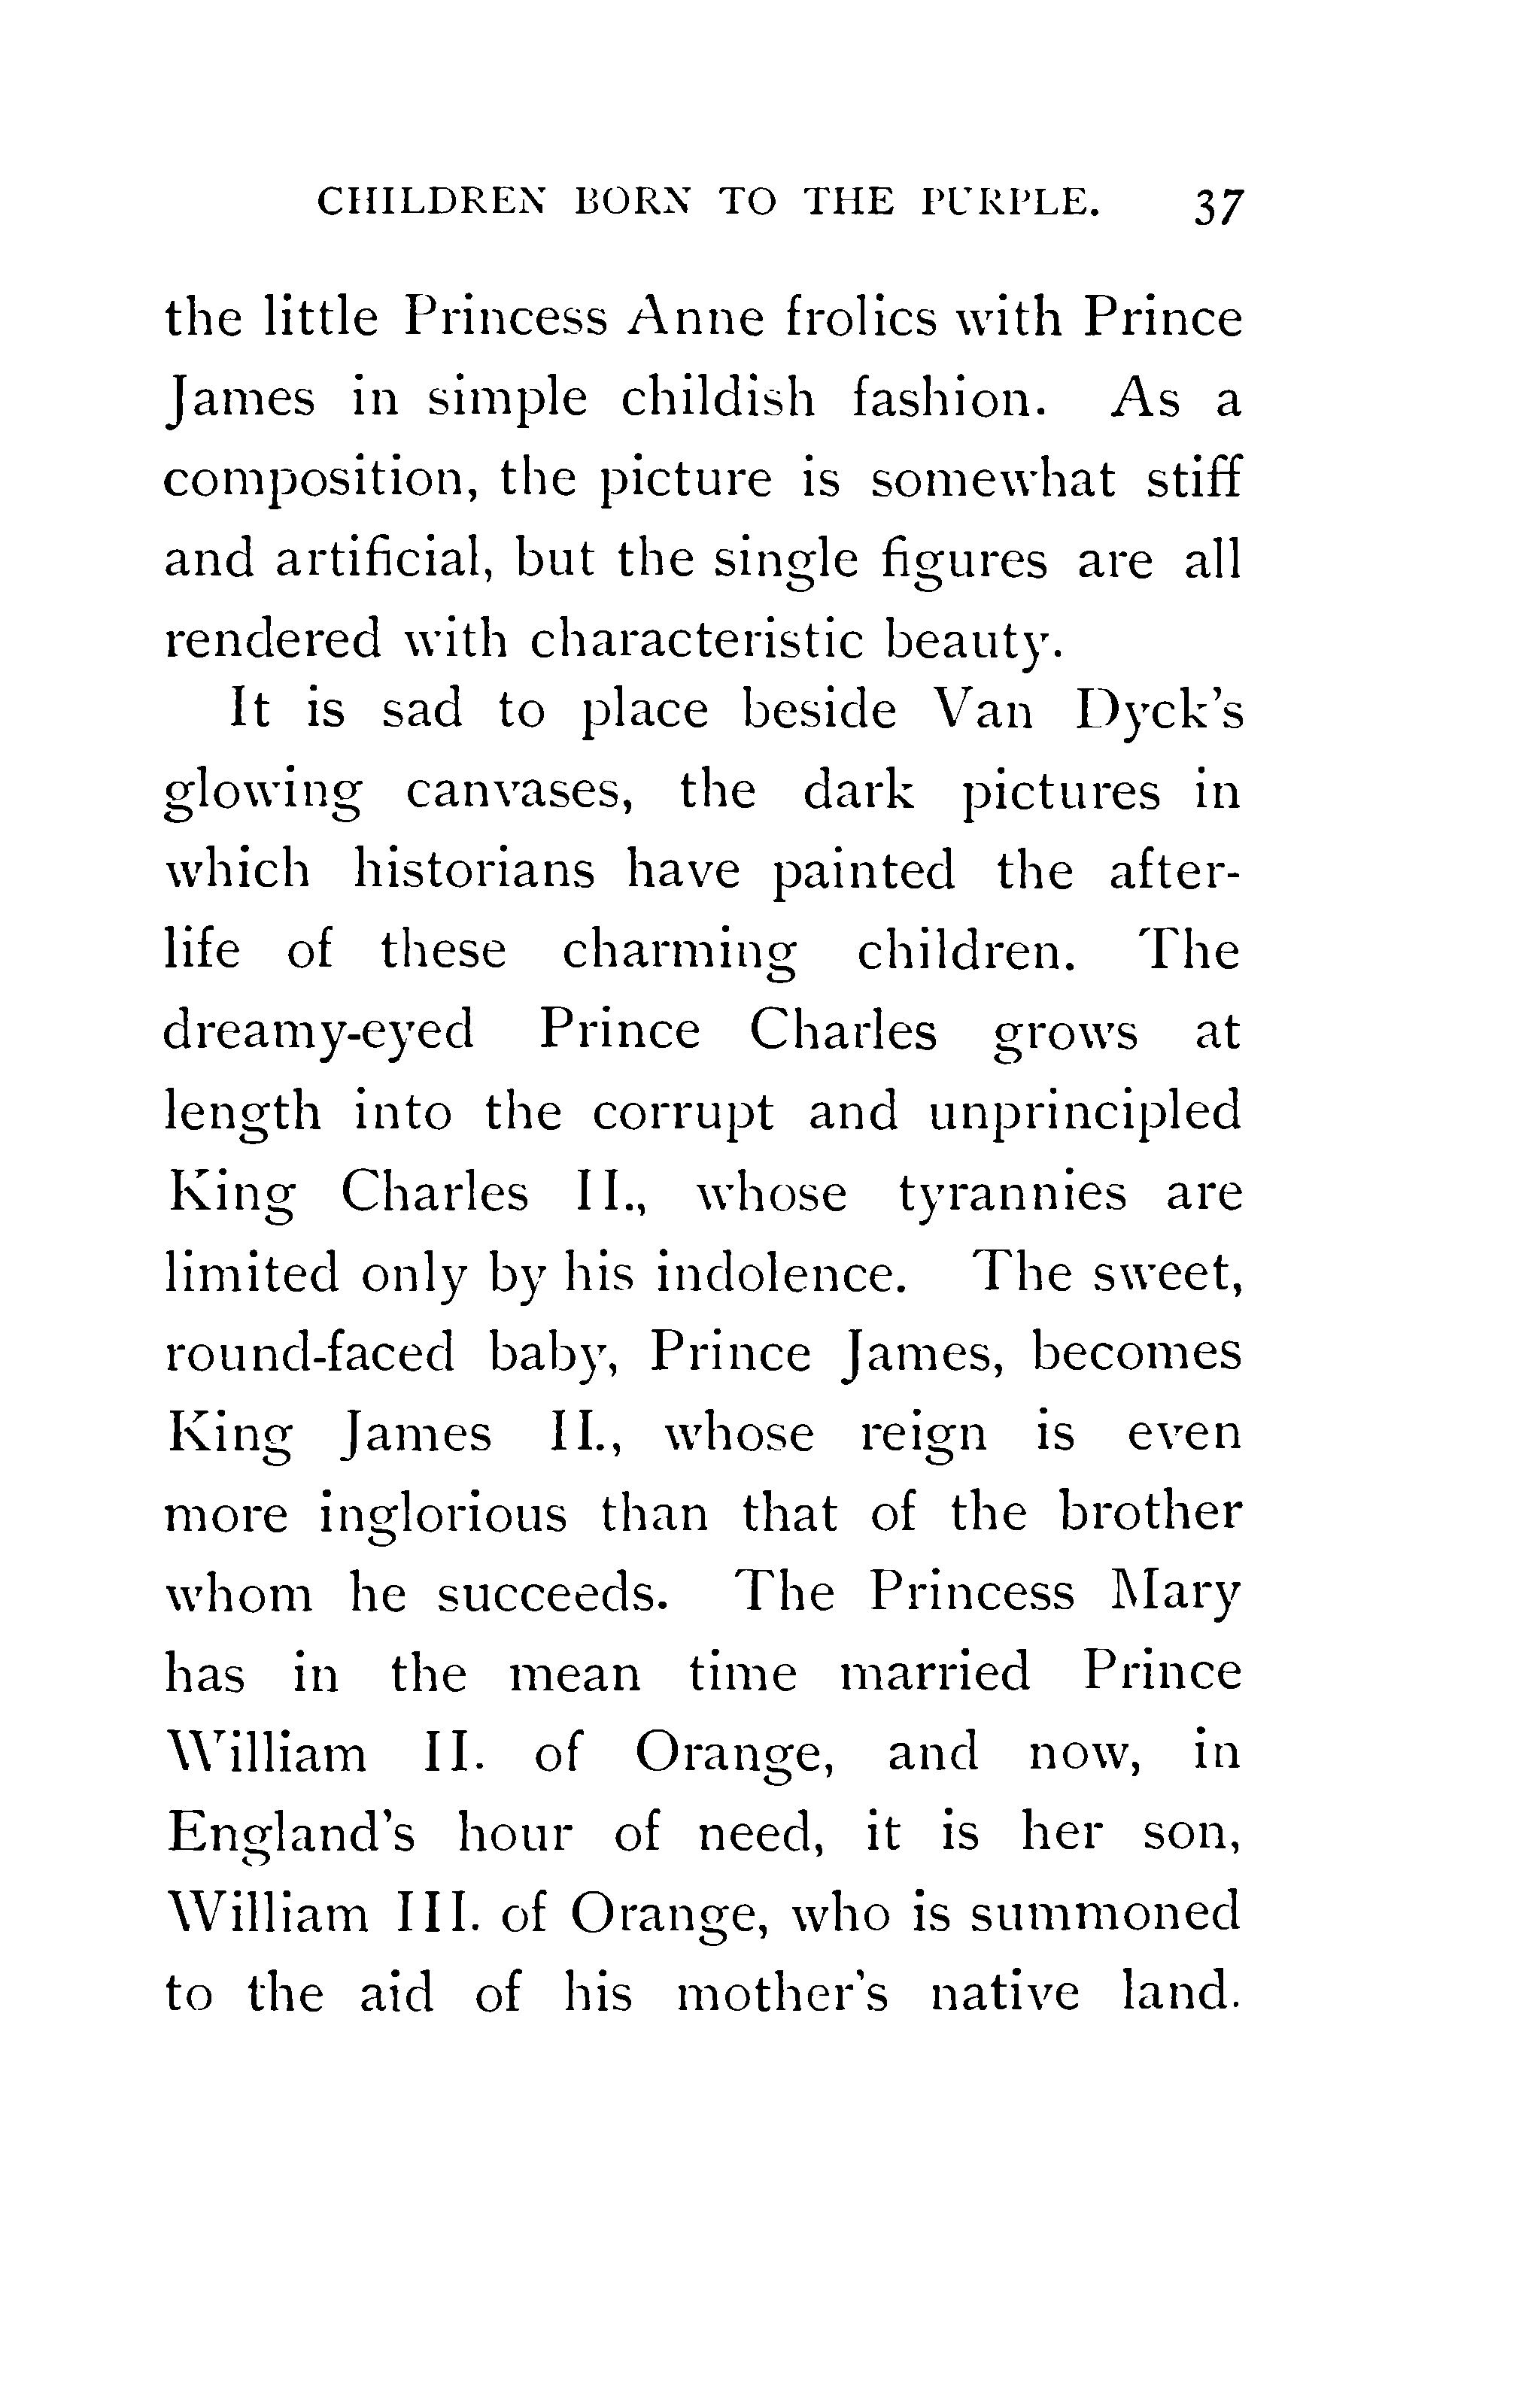 CHILDREN BORN TO THE PURPLE. 37
the little Princess Anne frolics with Prince
James in simple childish fashion. As a
composition, the picture is somewhat stiff
and artificial, but the single figures are all
rendered with characteristic beauty.
It is sad to place beside Van Dyck's
glowing canvases, the dark pictures in
which historians have painted the after-
life of these charming children. The
dreamy-eyed Prince Charles grows at
length into the corrupt and unprincipled
King Charles II., whose tyrannies are
limited only by his indolence. The sweet,
round-faced baby, Prince James, becomes
King James II., whose reign is even
more inglorious than that of the brother
whom he succeeds. The Princess Mary
has in the mean time married Prince
William II. of Orange, and now, in
England's hour of need, it is her son,
William III. of Orange, who is summoned
to the aid of his mother's native land.